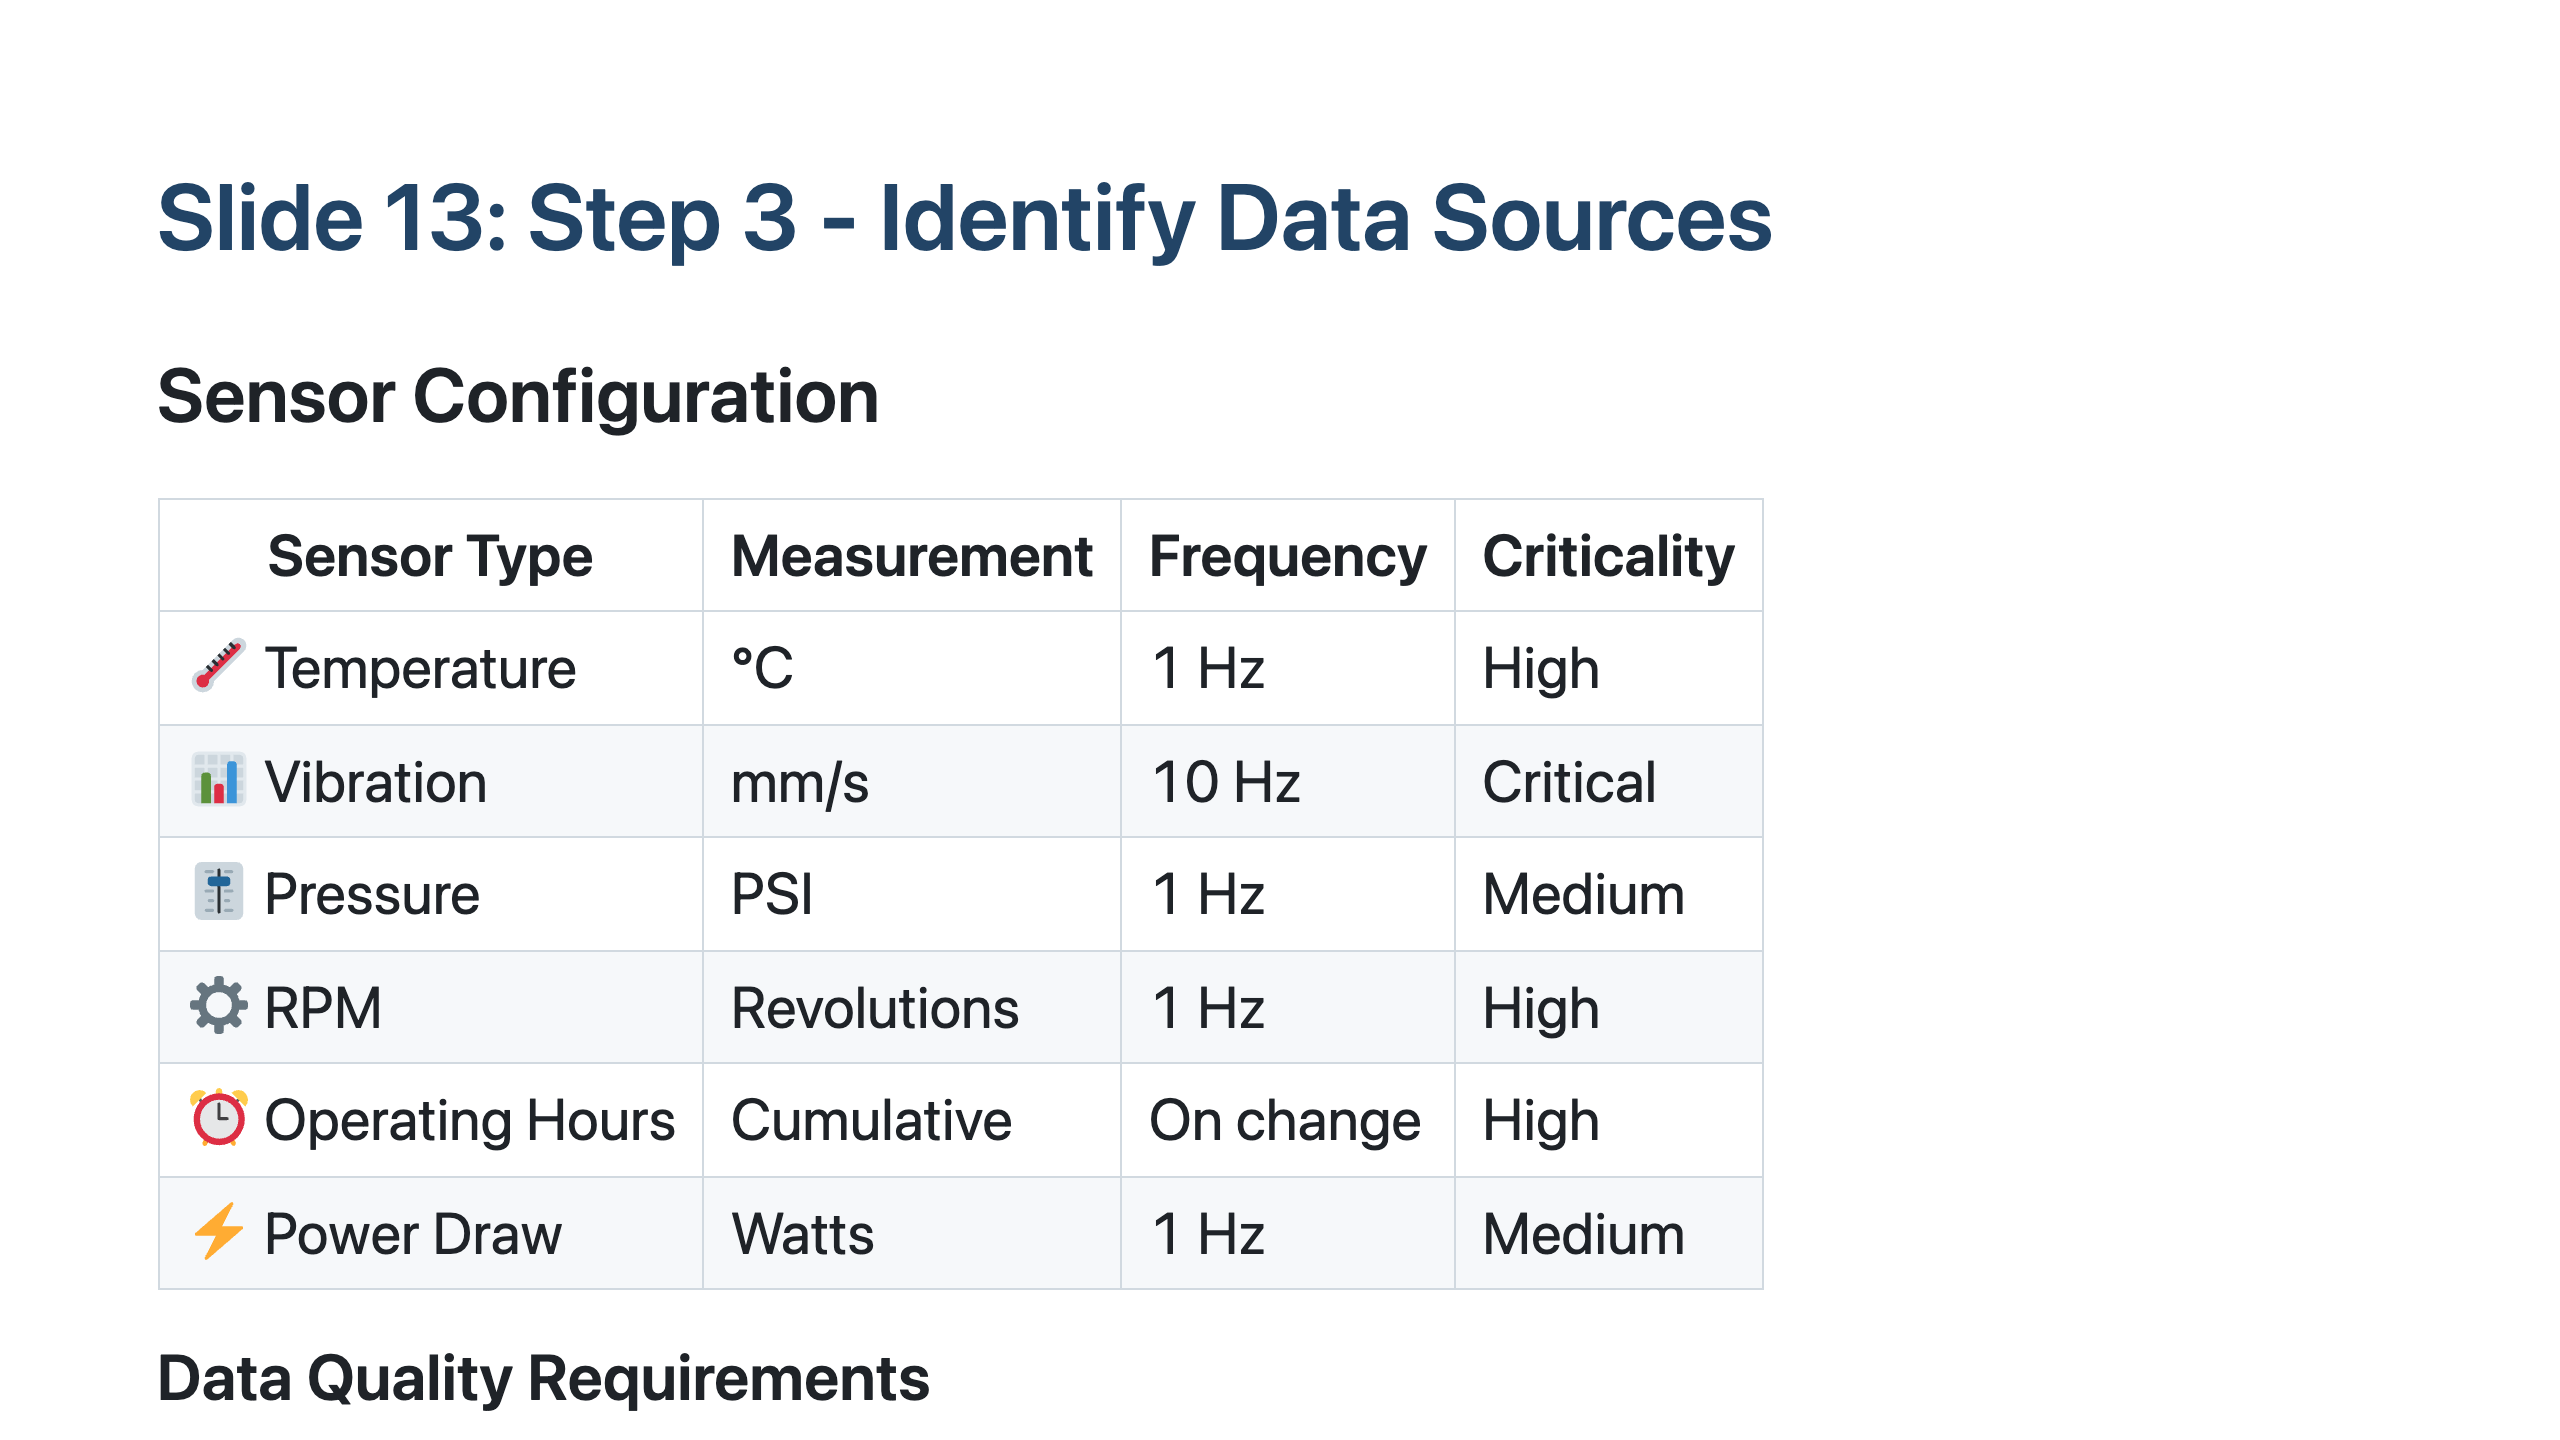 Slide 13: Step 3 - Identify Data Sources
Sensor Configuration
Sensor Type Measurement Frequency Criticality
Temperature °C 1 Hz High
Vibration mm/s 10 Hz Critical
Pressure PSI 1 Hz Medium
RPM Revolutions 1 Hz High
Operating Hours Cumulative On change High
Power Draw Watts 1 Hz Medium
Data Quality Requirements